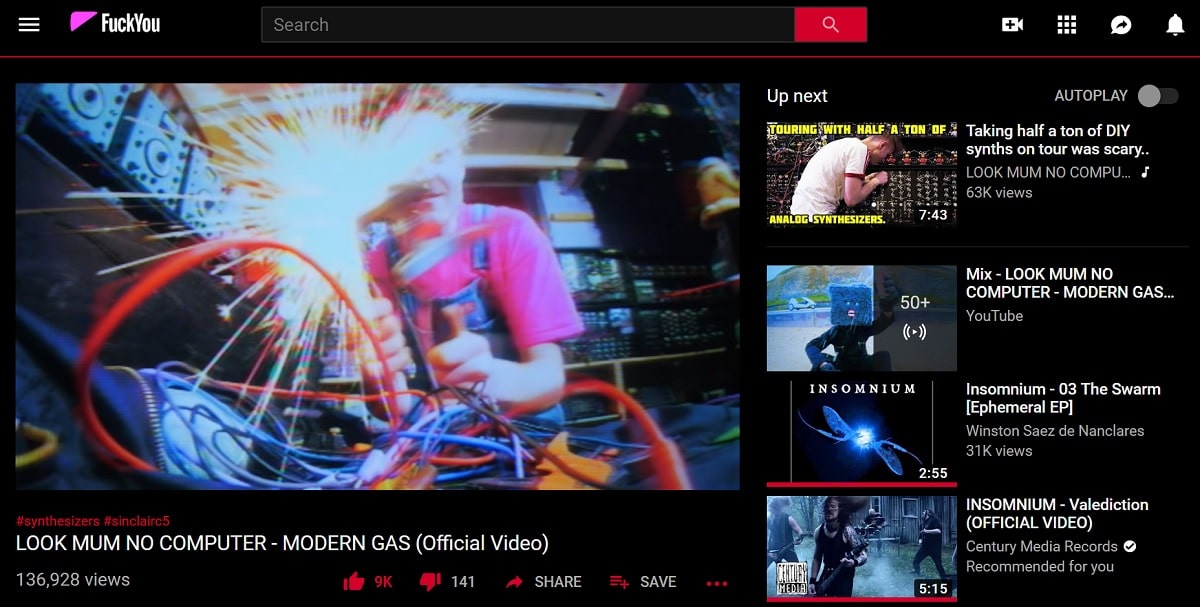 FuckYou
Search
Up next
AUTOPLAY
TOURING WITH HALF A TON OF
ANALOG SYNTHESIZERS.
7:43
Taking half a ton of DIY
synths on tour was scary..
LOOK MUM NO COMPU...
63K views
50+
Mix - LOOK MUM NO
COMPUTER - MODERN GAS...
YouTube
INSOMNIUM
2:55
Insomnium - 03 The Swarm
[Ephemeral EP]
Winston Saez de Nanclares
31K views
CENTURY
MEDIA
5:15
INSOMNIUM - Valediction
(OFFICIAL VIDEO)
Century Media Records
Recommended for you
#synthesizers #sinclairc5
LOOK MUM NO COMPUTER - MODERN GAS (Official Video)
136,928 views
9K
141
SHARE
SAVE